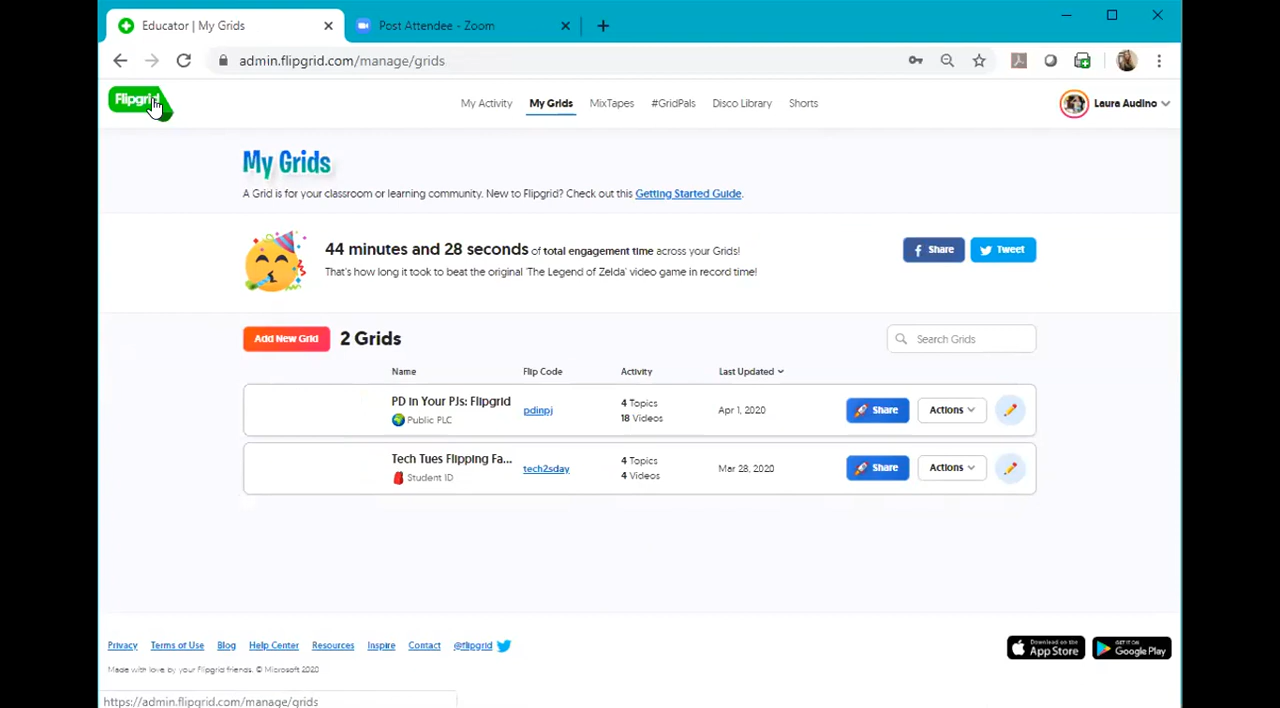 Educator | My Grids
Post Attendee - Zoom
admin.flipgrid.com/manage/grids
Flipgrid
My Activity My Grids MixTapes #GridPals Disco Library Shorts
Laura Audino
My Grids
A Grid is for your classroom or learning community. New to Flipgrid? Check out this Getting Started Guide.
44 minutes and 28 seconds of total engagement time across your Grids!
That's how long it took to beat the original 'The Legend of Zelda' video game in record time!
Share Tweet
Add New Grid 2 Grids
Search Grids
Name Flip Code Activity Last Updated
PD in Your PJs: Flipgrid pdinpj 4 Topics Apr 1, 2020 Share Actions
Public PLC 18 Videos
Tech Tues Flipping Fa... tech2sday 4 Topics Mar 28, 2020 Share Actions
Student ID 4 Videos
Privacy Terms of Use Blog Help Center Resources Inspire Contact @flipgrid
Made with love by your Flipgrid friends. © Microsoft 2020
Download on the App Store
GET IT ON Google Play
https://admin.flipgrid.com/manage/grids